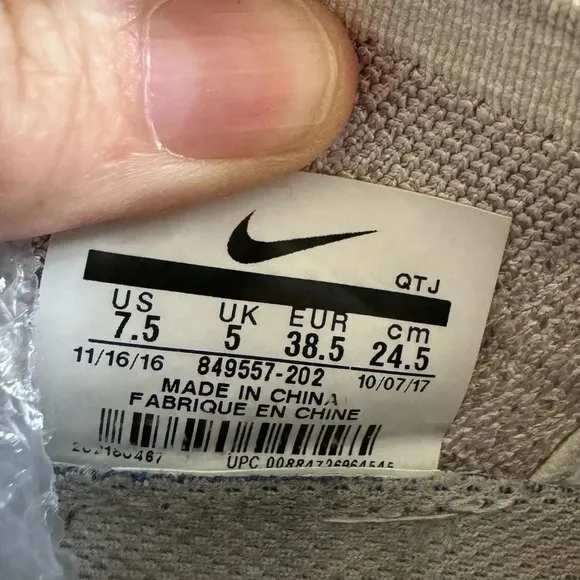 QTJ
US UK EUR cm
7.5 5 38.5 24.5
11/16/16 849557-202 10/07/17
MADE IN CHINA
FABRIQUE EN CHINE
UPC